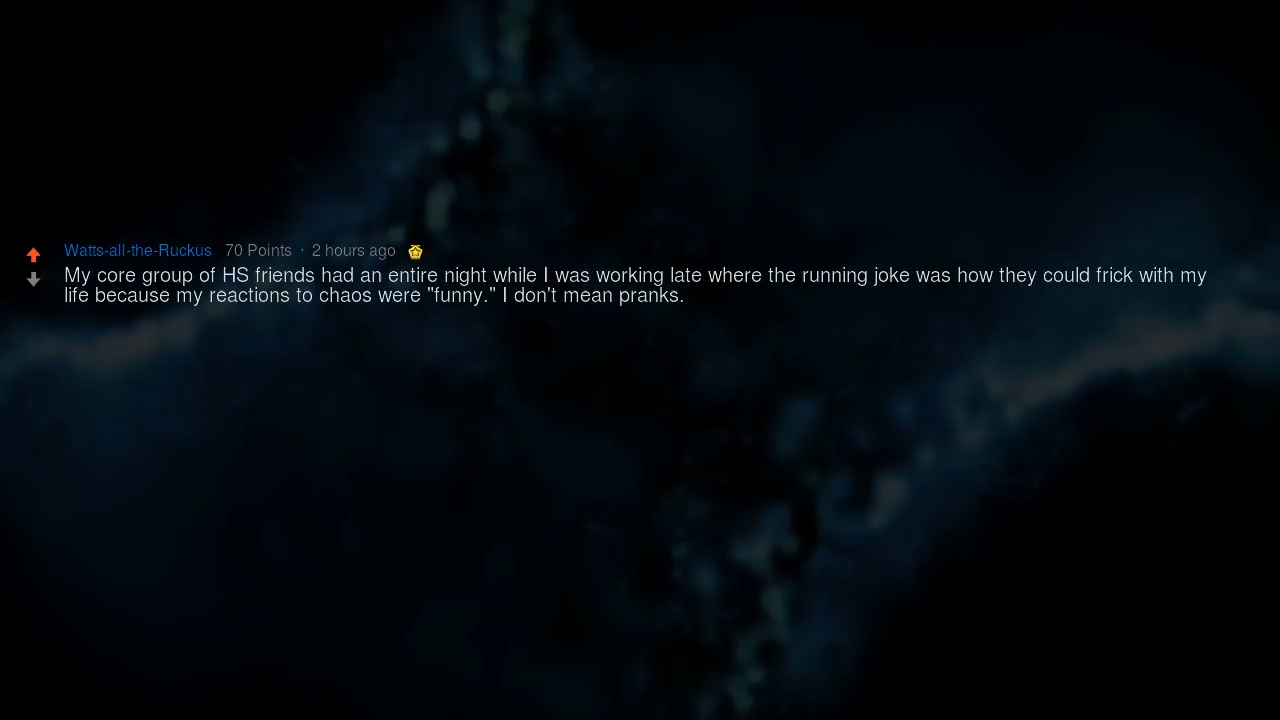 Watts-all-the-Ruckus 70 Points · 2 hours ago
My core group of HS friends had an entire night while I was working late where the running joke was how they could frick with my
life because my reactions to chaos were "funny." I don't mean pranks.